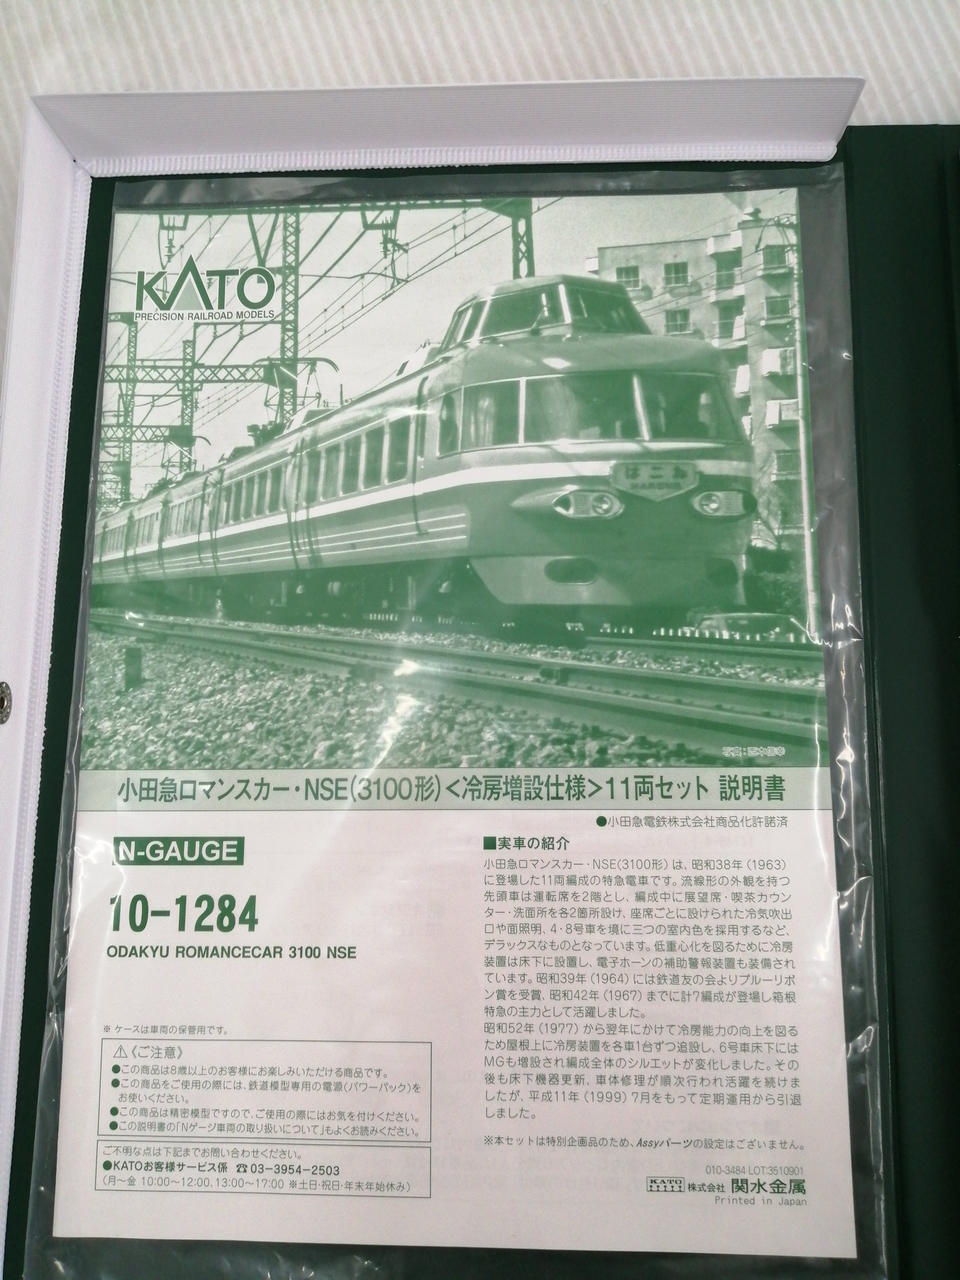 KATO
PRECISION RAILROAD MODELS
はこね
HAKONE
小田急ロマンスカー・NSE(3100形)<冷房増設仕様>11両セット 説明書
●小田急電鉄株式会社商品化許諾済
N-GAUGE
10-1284
ODAKYU ROMANCECAR 3100 NSE
※ ケースは車両の保管用です。
⚠《ご注意》
●この商品は8歳以上のお客様にお楽しみいただける商品です。
●この商品をご使用の際には、鉄道模型専用の電源(パワーパック)を
お使いください。
●この商品は精密模型ですので、ご使用の際にはお気を付けください。
●この説明書の「Nゲージ車両の取り扱いについて」もよくお読みください。
ご不明な点は下記までお問い合わせください。
●KATOお客様サービス係 ☎03-3954-2503
(月〜金 10:00〜12:00、13:00〜17:00 ※土日・祝日・年末年始休み)
■実車の紹介
小田急ロマンスカー・NSE(3100形)は、昭和38年(1963)
に登場した11両編成の特急電車です。流線形の外観を持つ
先頭車は運転席を2階とし、編成中に展望席・喫茶カウン
ター・洗面所を各2箇所設け、座席ごとに設けられた冷気吹出
口や面照明、4・8号車を境に三つの室内色を採用するなど、
デラックスなものとなっています。低重心化を図るために冷房
装置は床下に設置し、電子ホーンの補助警報装置も装備され
ています。昭和39年(1964)には鉄道友の会よりブルーリボ
ン賞を受賞、昭和42年(1967)までに計7編成が登場し箱根
特急の主力として活躍しました。
昭和52年(1977)から翌年にかけて冷房能力の向上を図る
ため屋根上に冷房装置を各車1台ずつ追設し、6号車床下には
MGも増設され編成全体のシルエットが変化しました。その
後も床下機器更新、車体修理が順次行われ活躍を続けま
したが、平成11年(1999)7月をもって定期運用から引退
しました。
※本セットは特別企画品のため、Assyパーツの設定はございません。
010-3484 LOT:3510901
KATO 株式会社 関水金属
Printed in Japan